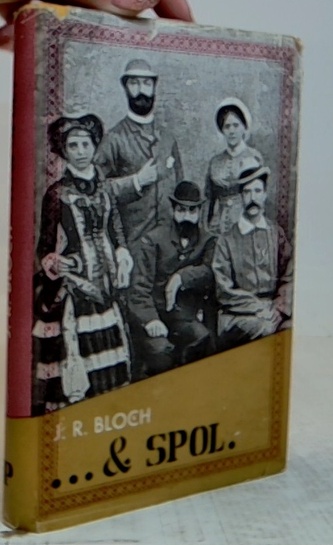 J. R. BLOCH
...& SPOL.